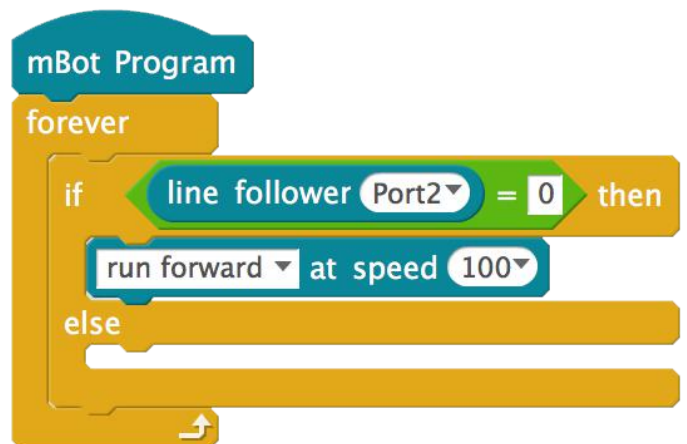 mBot Program
forever
if line follower Port2 = 0 then
run forward at speed 100
else